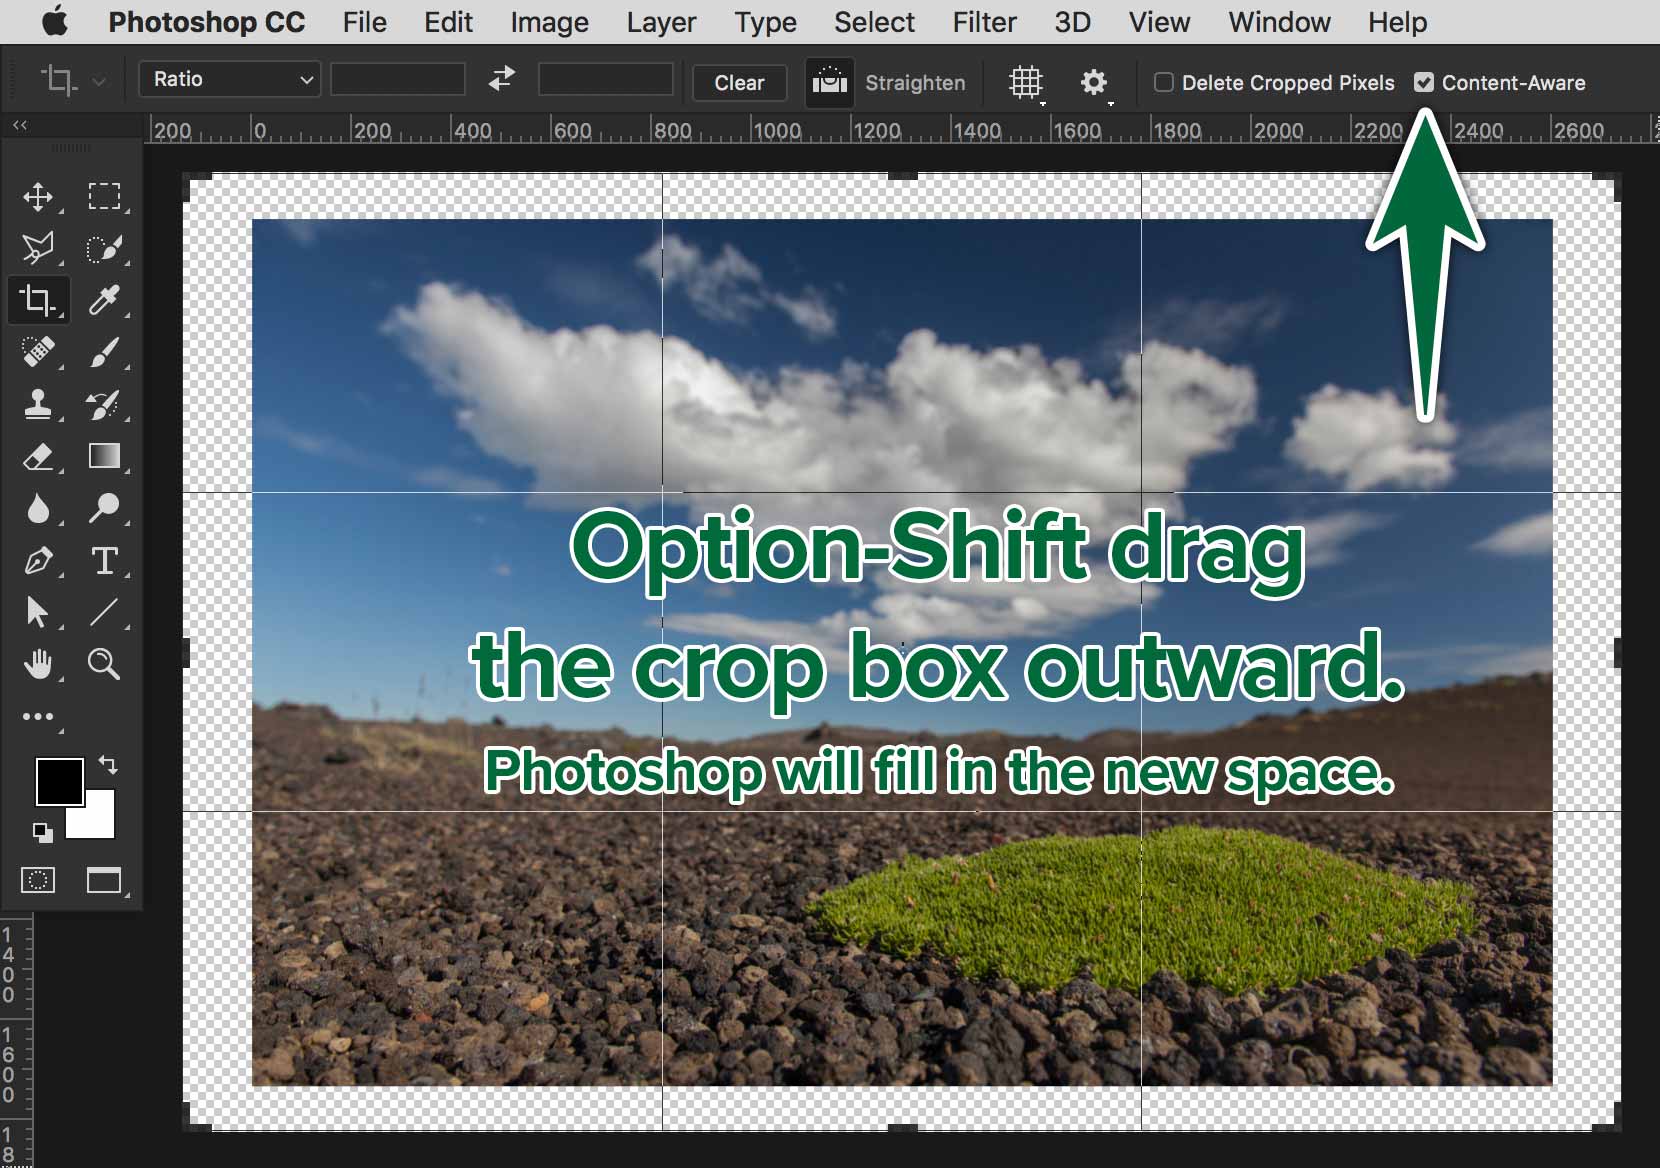 Photoshop CC File Edit Image Layer Type Select Filter 3D View Window Help
Ratio Clear Straighten Delete Cropped Pixels Content-Aware
200 0 200 400 600 800 1000 1200 1400 1600 1800 2000 2200 2400 2600
Option-Shift drag
the crop box outward.
Photoshop will fill in the new space.
1400
1600
18